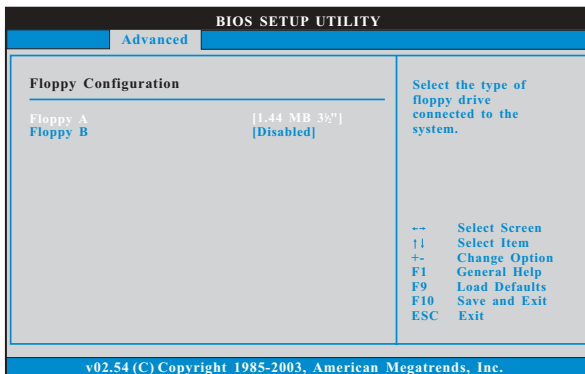 BIOS SETUP UTILITY
Advanced
Floppy Configuration
Floppy A [1.44 MB 3½"]
Floppy B [Disabled]
Select the type of
floppy drive
connected to the
system.
←→ Select Screen
↑↓ Select Item
+- Change Option
F1 General Help
F9 Load Defaults
F10 Save and Exit
ESC Exit
v02.54 (C) Copyright 1985-2003, American Megatrends, Inc.